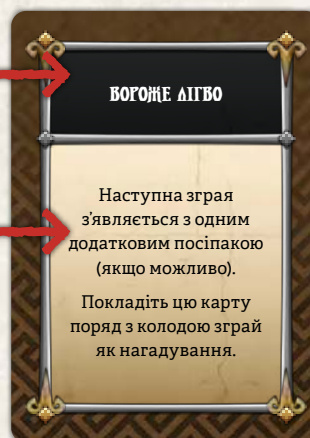 ВОРОЖЕ ЛІГВО
Наступна зграя
з'являється з одним
додатковим посіпакою
(якщо можливо).
Покладіть цю карту
поряд з колодою зграй
як нагадування.